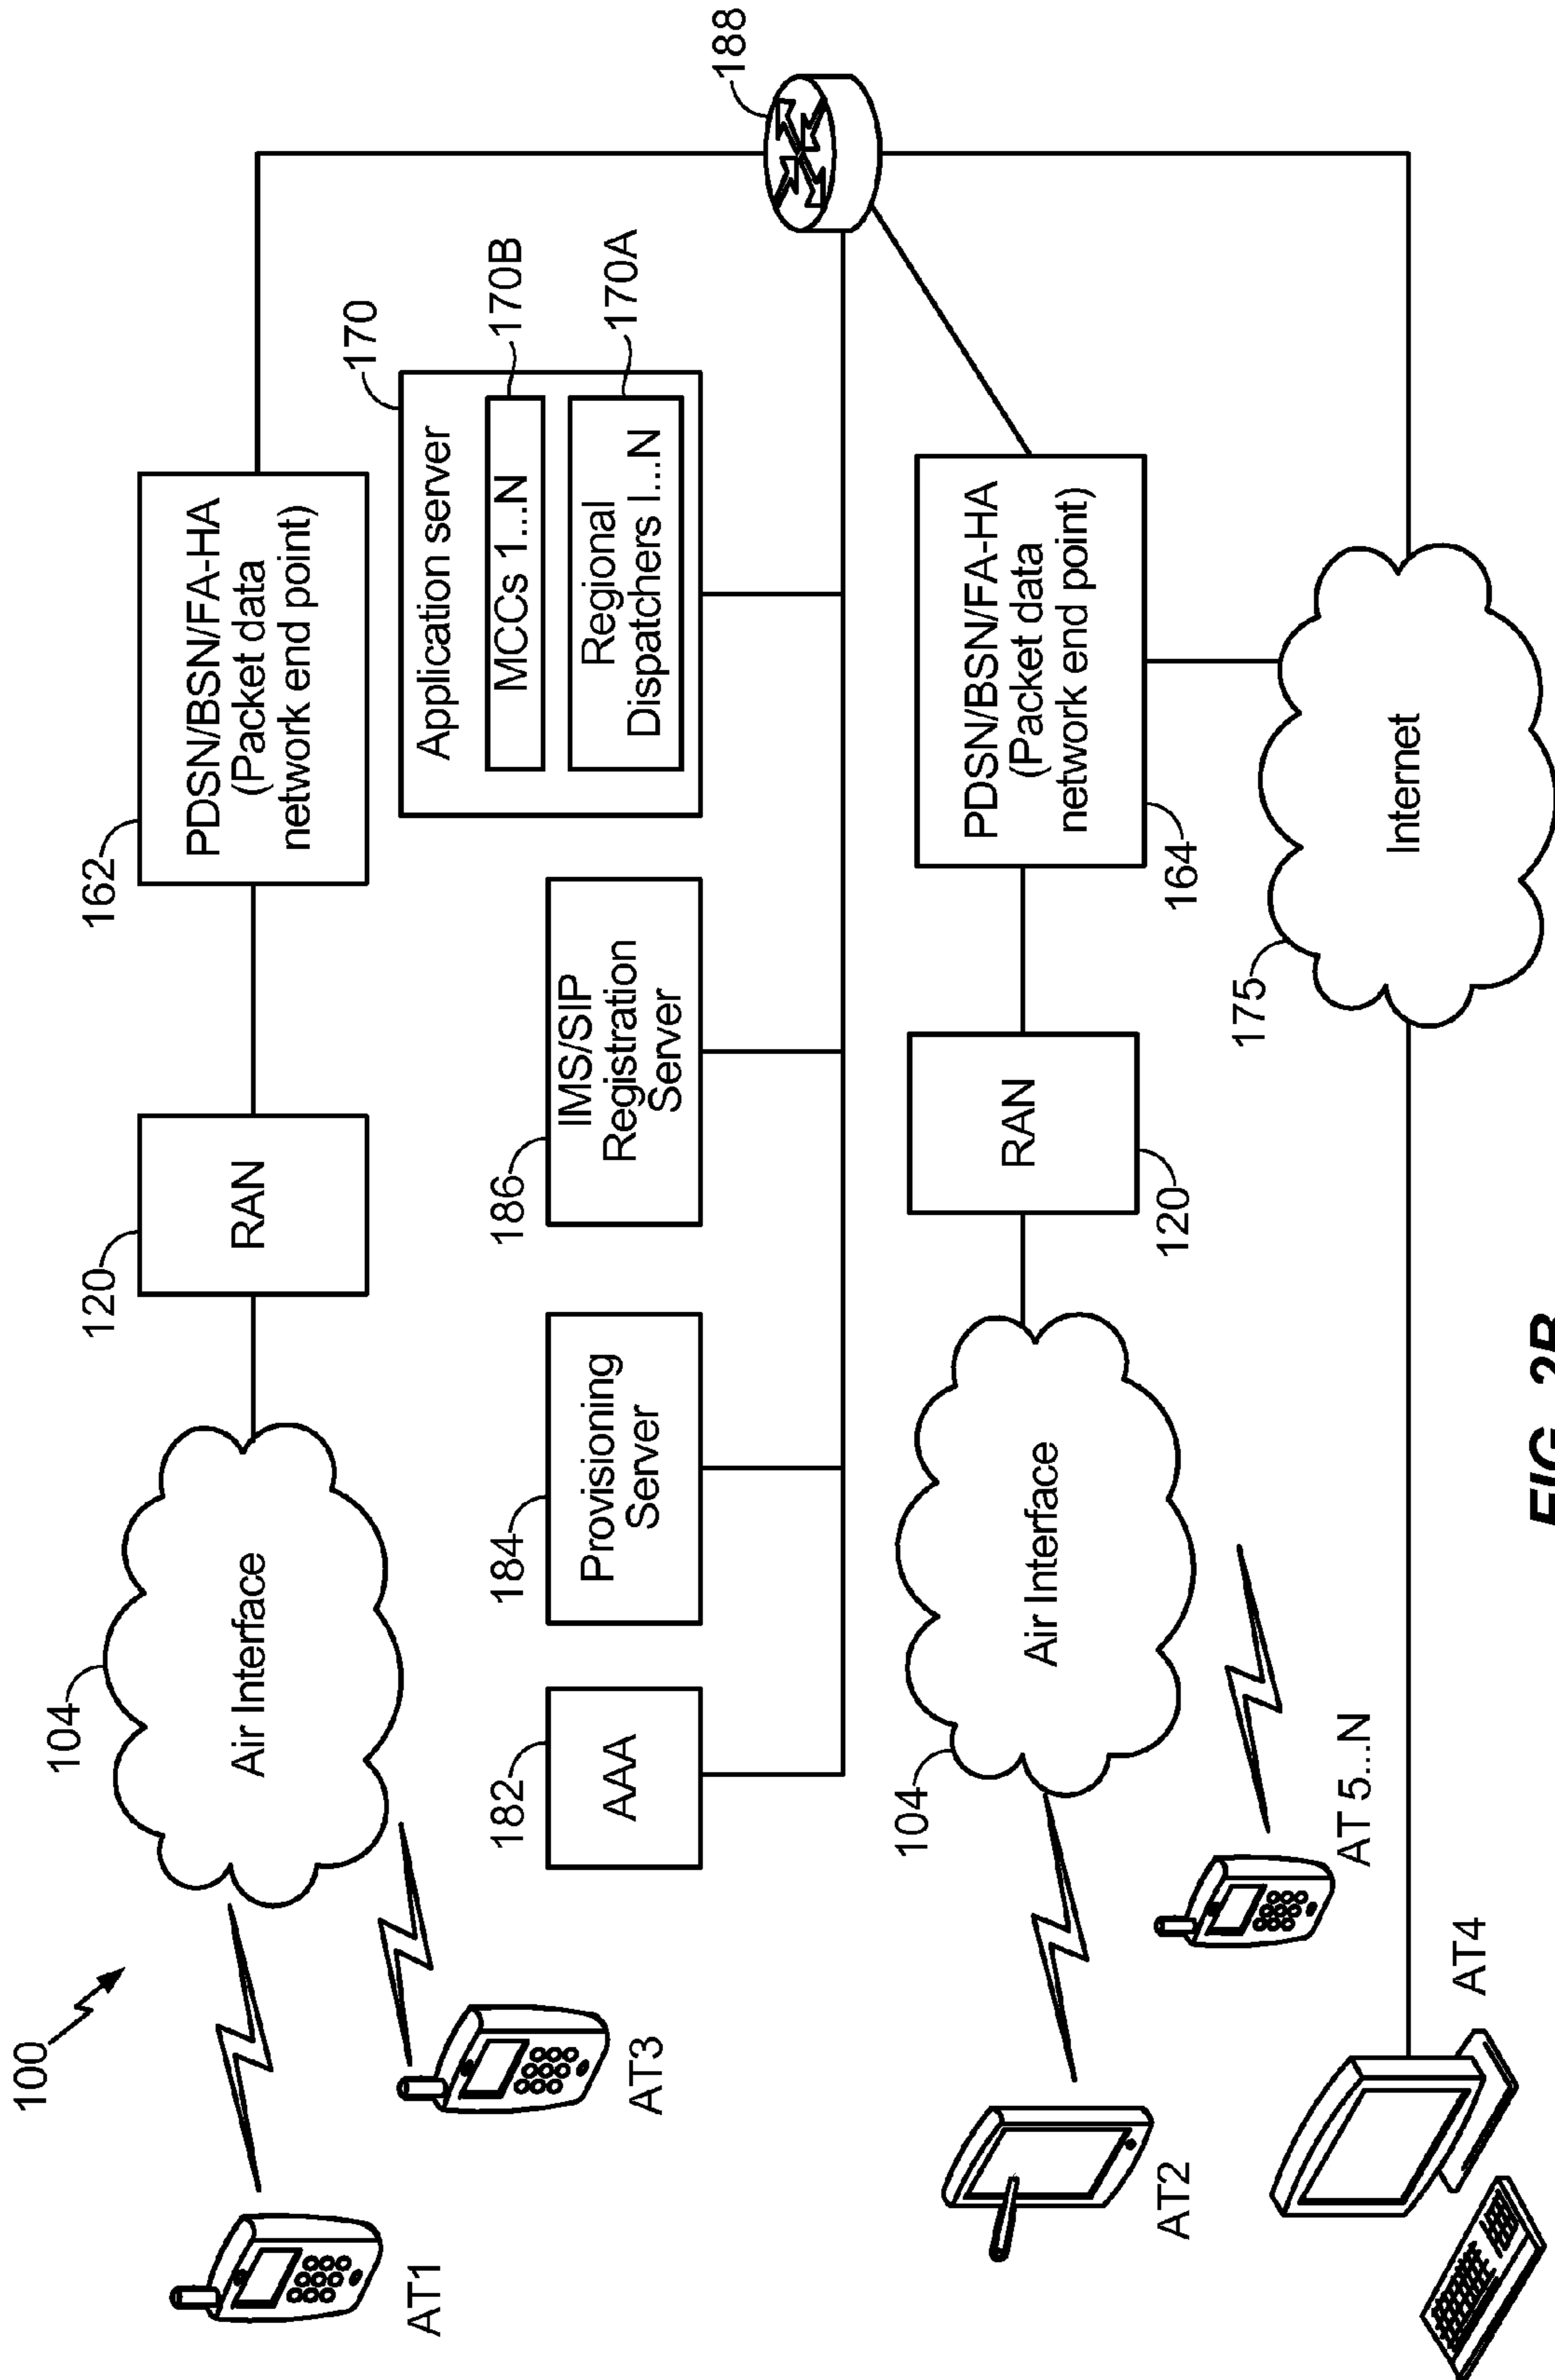 100
104
Air Interface
120
RAN
162
PDSN/BSN/FA-HA
(Packet data
network end point)
AT1
AT3
182
AAA
184
Provisioning
Server
186
IMS/SIP
Registration
Server
170
Application server
MCCs 1...N
170B
Regional
Dispatchers I...N
170A
188
104
Air Interface
120
RAN
164
PDSN/BSN/FA-HA
(Packet data
network end point)
AT2
AT 5...N
175
Internet
AT4